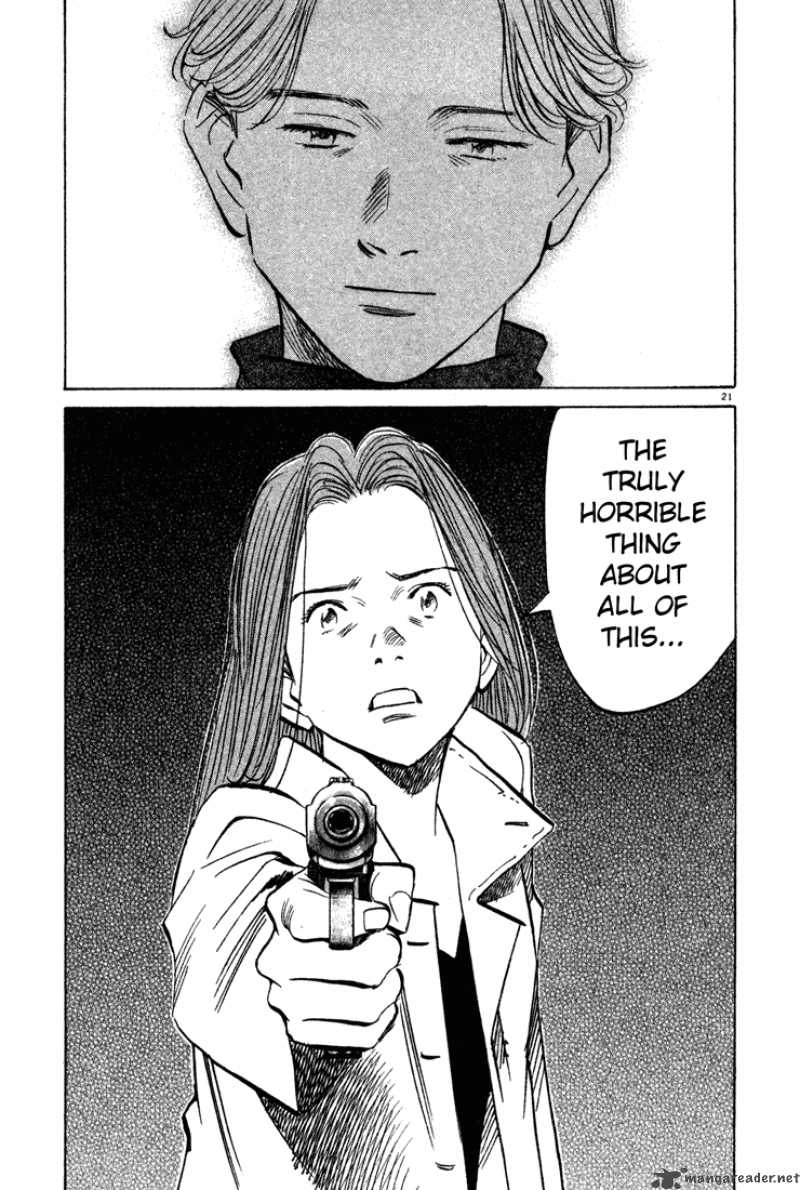 21
THE
TRULY
HORRIBLE
THING
ABOUT
ALL OF
THIS...
mangareader.net